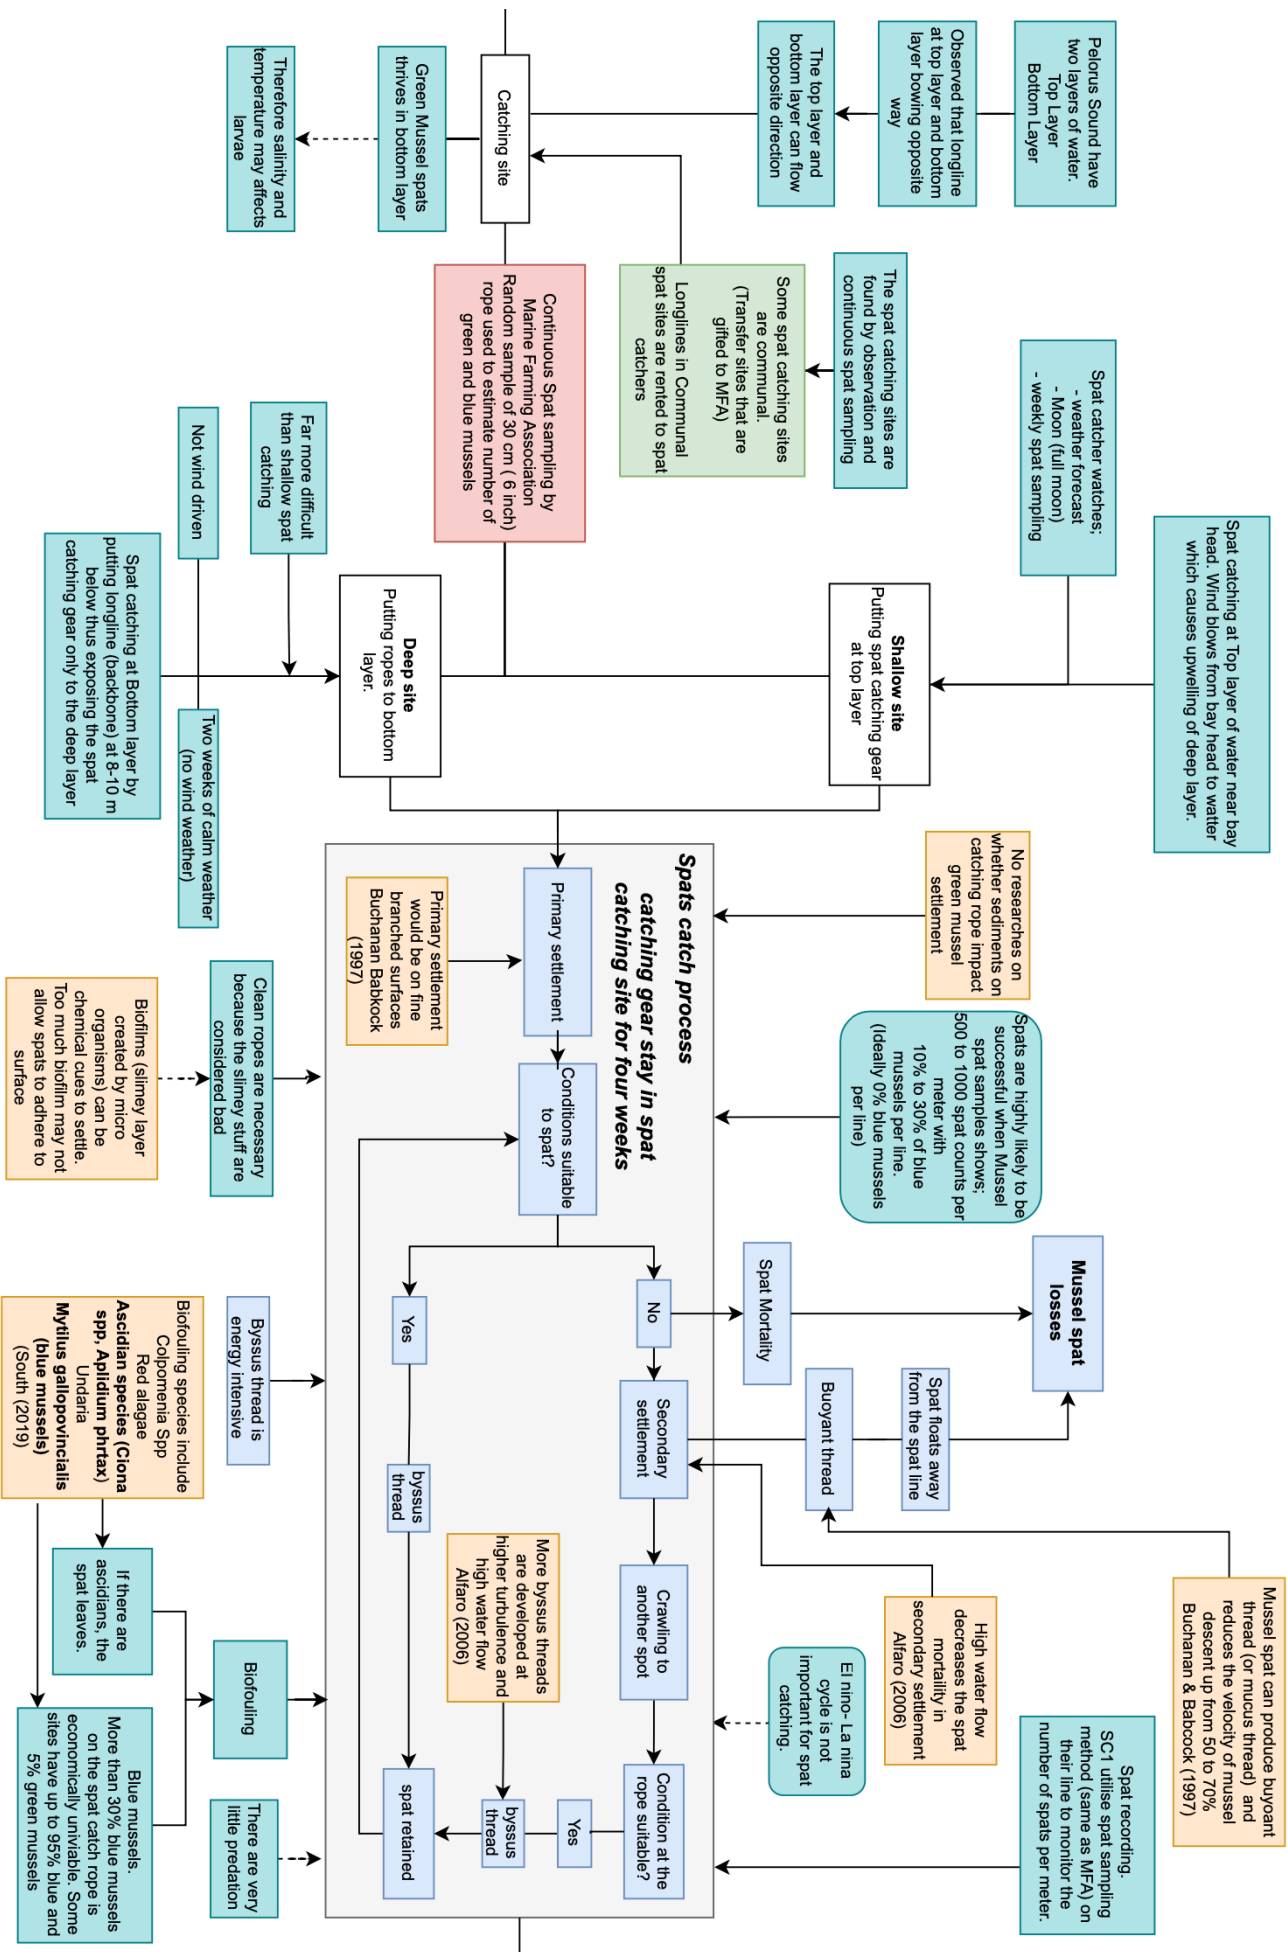 Pelorus Sound have
two layers of water.
Top Layer
Bottom Layer
Observed that longline
at top layer and bottom
layer bowing opposite
way
The top layer and
bottom layer can flow
opposite direction
Catching site
Green Mussel spats
thrives in bottom layer
Therefore salinity and
temperature may affects
larvae
The spat catching sites are
found by observation and
continuous spat sampling
Some spat catching sites
are communal.
(Transfer sites that are
gifted to MFA)
Longlines in Communal
spat sites are rented to spat
catchers
Continuous Spat sampling by
Marine Farming Association
Random sample of 30 cm ( 6 inch)
rope used to estimate number of
green and blue mussels
Spat catcher watches;
- weather forecast
- Moon (full moon)
- weekly spat sampling
Spat catching at Top layer of water near bay
head. Wind blows from bay head to watter
which causes upwelling of deep layer.
Shallow site
Putting spat catching gear
at top layer
Deep site
Putting ropes to bottom
layer.
Far more difficult
than shallow spat
catching
Not wind driven
Two weeks of calm weather
(no wind weather)
Spat catching at Bottom layer by
putting longline (backbone) at 8-10 m
below thus exposing the spat
catching gear only to the deep layer
No researches on
whether sediments on
catching rope impact
green mussel
settlement
Spats are highly likely to be
successful when Mussel
spat samples shows;
500 to 1000 spat counts per
meter with
10% to 30% of blue
mussels per line.
(Ideally 0% blue mussels
per line)
Spats catch process
catching gear stay in spat
catching site for four weeks
Primary settlement
Primary settlement
would be on fine
branched surfaces
Buchanan Babkock
(1997)
Conditions suitable
to spat?
Clean ropes are necessary
because the slimey stuff are
considered bad
Biofilms (slimey layer
created by micro
organisms) can be
chemical cues to settle.
Too much biofilm may not
allow spats to adhere to
surface
Mussel spat
losses
Spat Mortality
No
Yes
Spat floats away
from the spat line
Buoyant thread
Secondary
settlement
byssus
thread
Byssus thread is
energy intensive
Biofouling species include
Colpomenia Spp
Red alagae
Ascidian species (Ciona
spp, Aplidium phrtax)
Undaria
Mytilus gallopovincialis
(blue mussels)
(South (2019)
Mussel spat can produce buyoant
thread (or mucus thread) and
reduces the velocity of mussel
descent up from 50 to 70%
Buchanan & Babcock (1997)
High water flow
decreases the spat
mortaility in
secondary settlement
Alfaro (2006)
El nino- La nina
cycle is not
important for spat
catching.
Crawling to
another spot
More byssus threads
are developed at
higher turbulence and
high water flow
Alfaro (2006)
If there are
ascidians, the
spat leaves.
Biofouling
Spat recording.
SC1 utilise spat sampling
method (same as MFA) on
their line to monitor the
number of spats per meter.
Condition at the
rope suitable?
Yes
byssus
thread
spat retained
There are very
little predation
Blue mussels.
More than 30% blue mussels
on the spat catch rope is
economically univiable. Some
sites have up to 95% blue and
5% green mussels